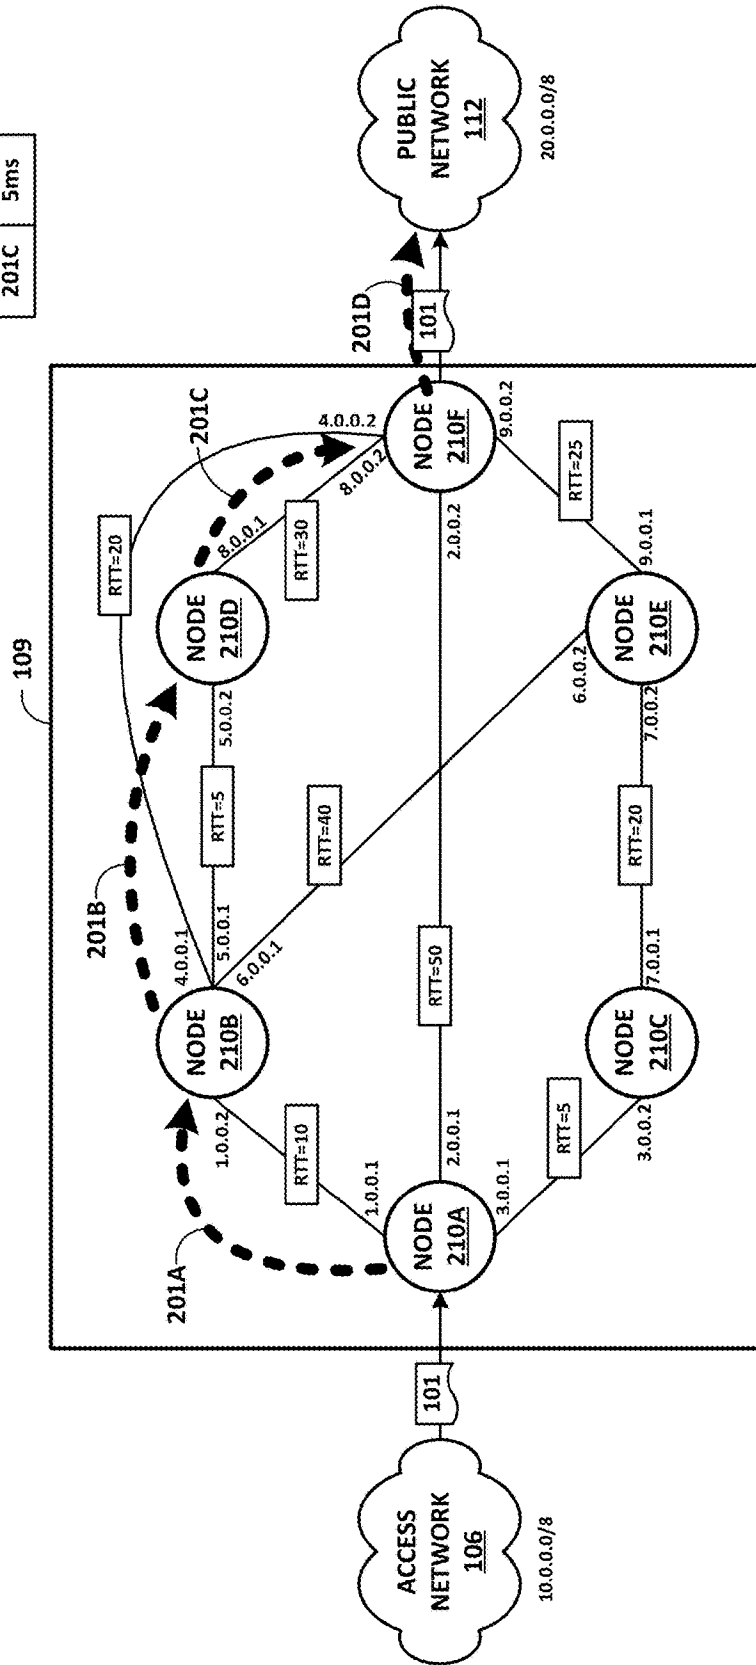 201C 5ms
109
ACCESS
NETWORK
106
10.0.0.0/8
101
201A
201B
201C
201D
NODE
210A
1.0.0.1
2.0.0.1
3.0.0.1
RTT=10
RTT=50
RTT=5
1.0.0.2
NODE
210B
4.0.0.1
5.0.0.1
6.0.0.1
3.0.0.2
NODE
210C
7.0.0.1
RTT=20
RTT=5
RTT=40
RTT=20
5.0.0.2
NODE
210D
8.0.0.1
RTT=30
6.0.0.2
7.0.0.2
NODE
210E
9.0.0.1
RTT=25
4.0.0.2
8.0.0.2
2.0.0.2
9.0.0.2
NODE
210F
101
PUBLIC
NETWORK
112
20.0.0.0/8